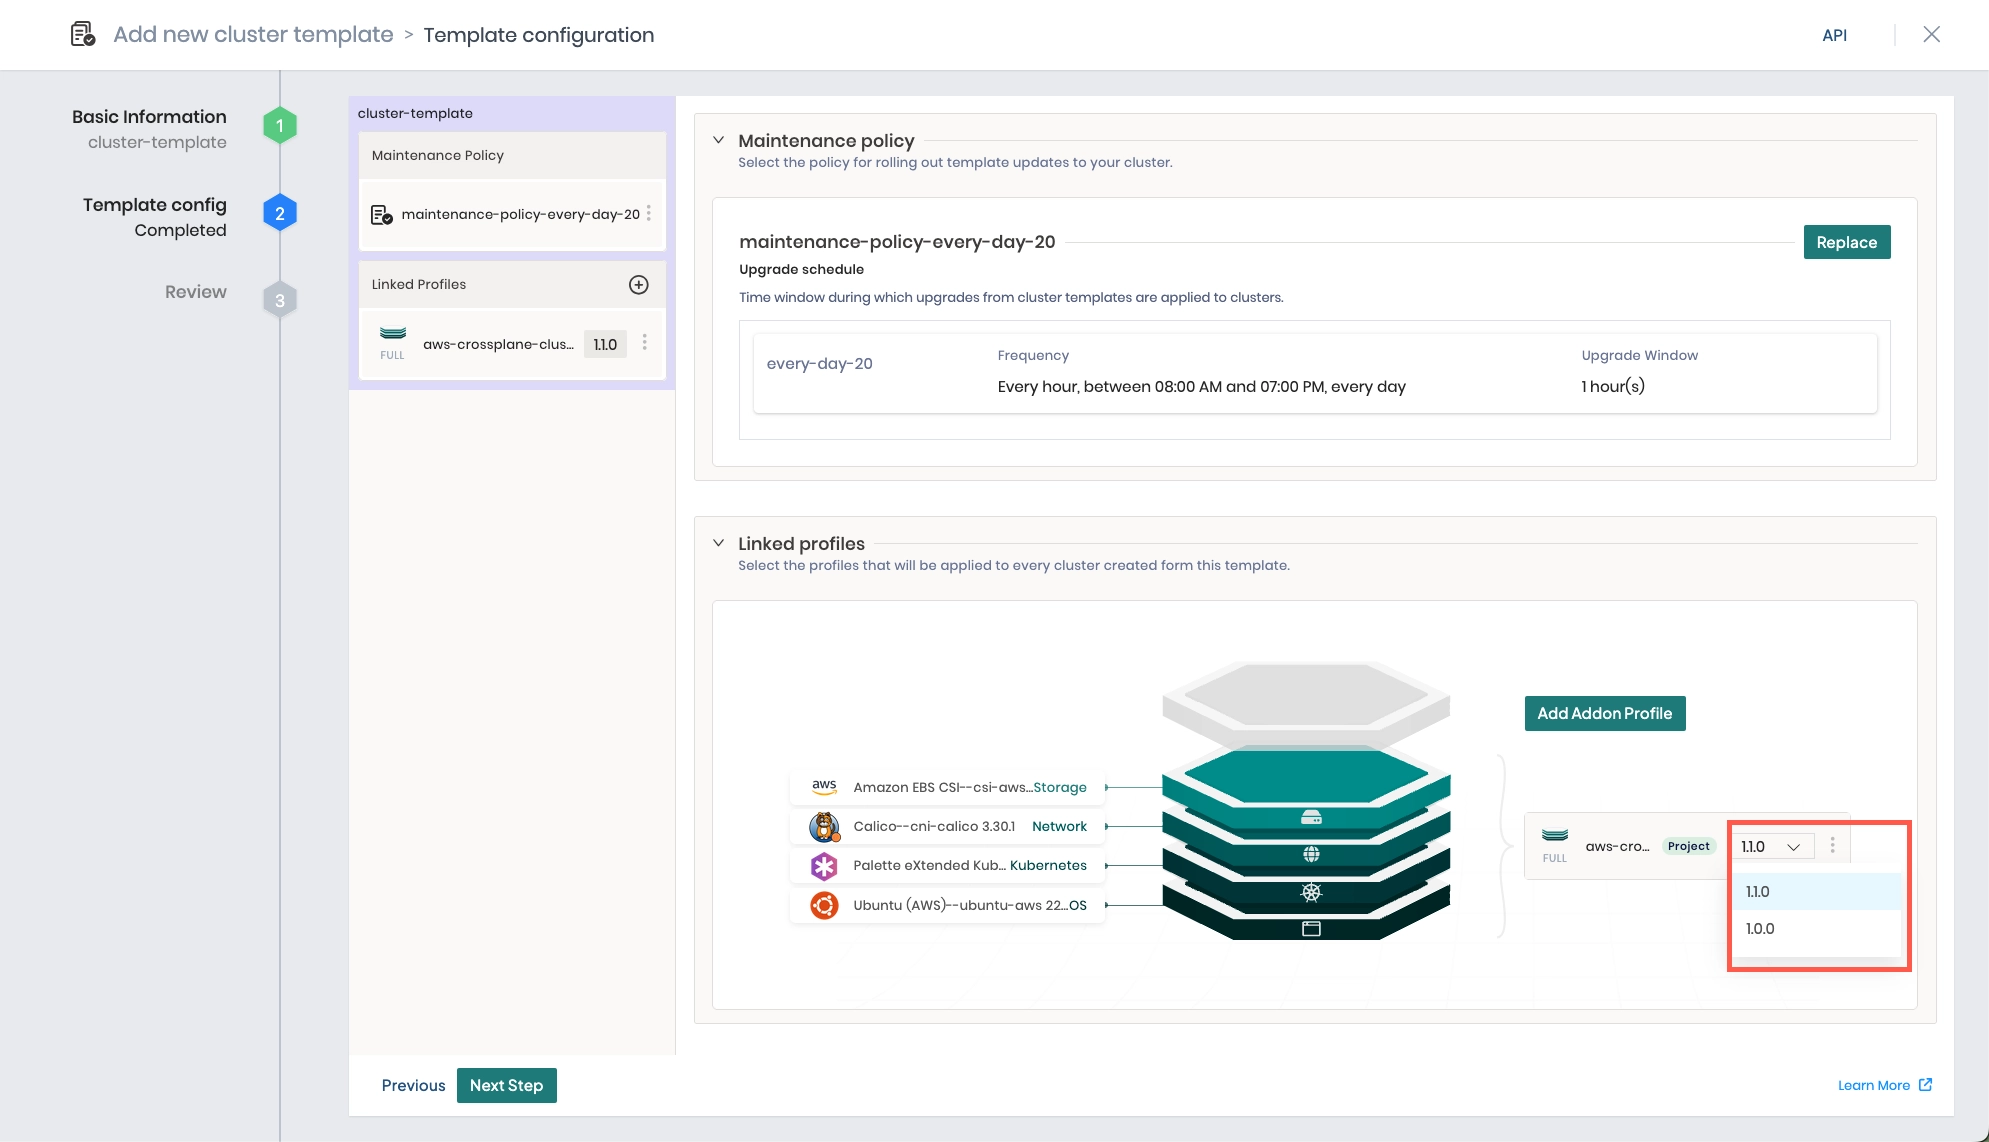 Add new cluster template > Template configuration
API
Basic Information
cluster-template
1
Template config
Completed
2
Review
3
cluster-template
Maintenance Policy
maintenance-policy-every-day-20
Linked Profiles
FULL
aws-crossplane-clus...
1.1.0
Maintenance policy
Select the policy for rolling out template updates to your cluster.
maintenance-policy-every-day-20
Replace
Upgrade schedule
Time window during which upgrades from cluster templates are applied to clusters.
every-day-20
Frequency
Every hour, between 08:00 AM and 07:00 PM, every day
Upgrade Window
1 hour(s)
Linked profiles
Select the profiles that will be applied to every cluster created form this template.
Add Addon Profile
aws
Amazon EBS CSI--csi-aws...Storage
Calico--cni-calico 3.30.1 Network
Palette eXtended Kub... Kubernetes
Ubuntu (AWS)--ubuntu-aws 22...OS
FULL
aws-cro...
Project
1.1.0
1.1.0
1.0.0
Previous
Next Step
Learn More